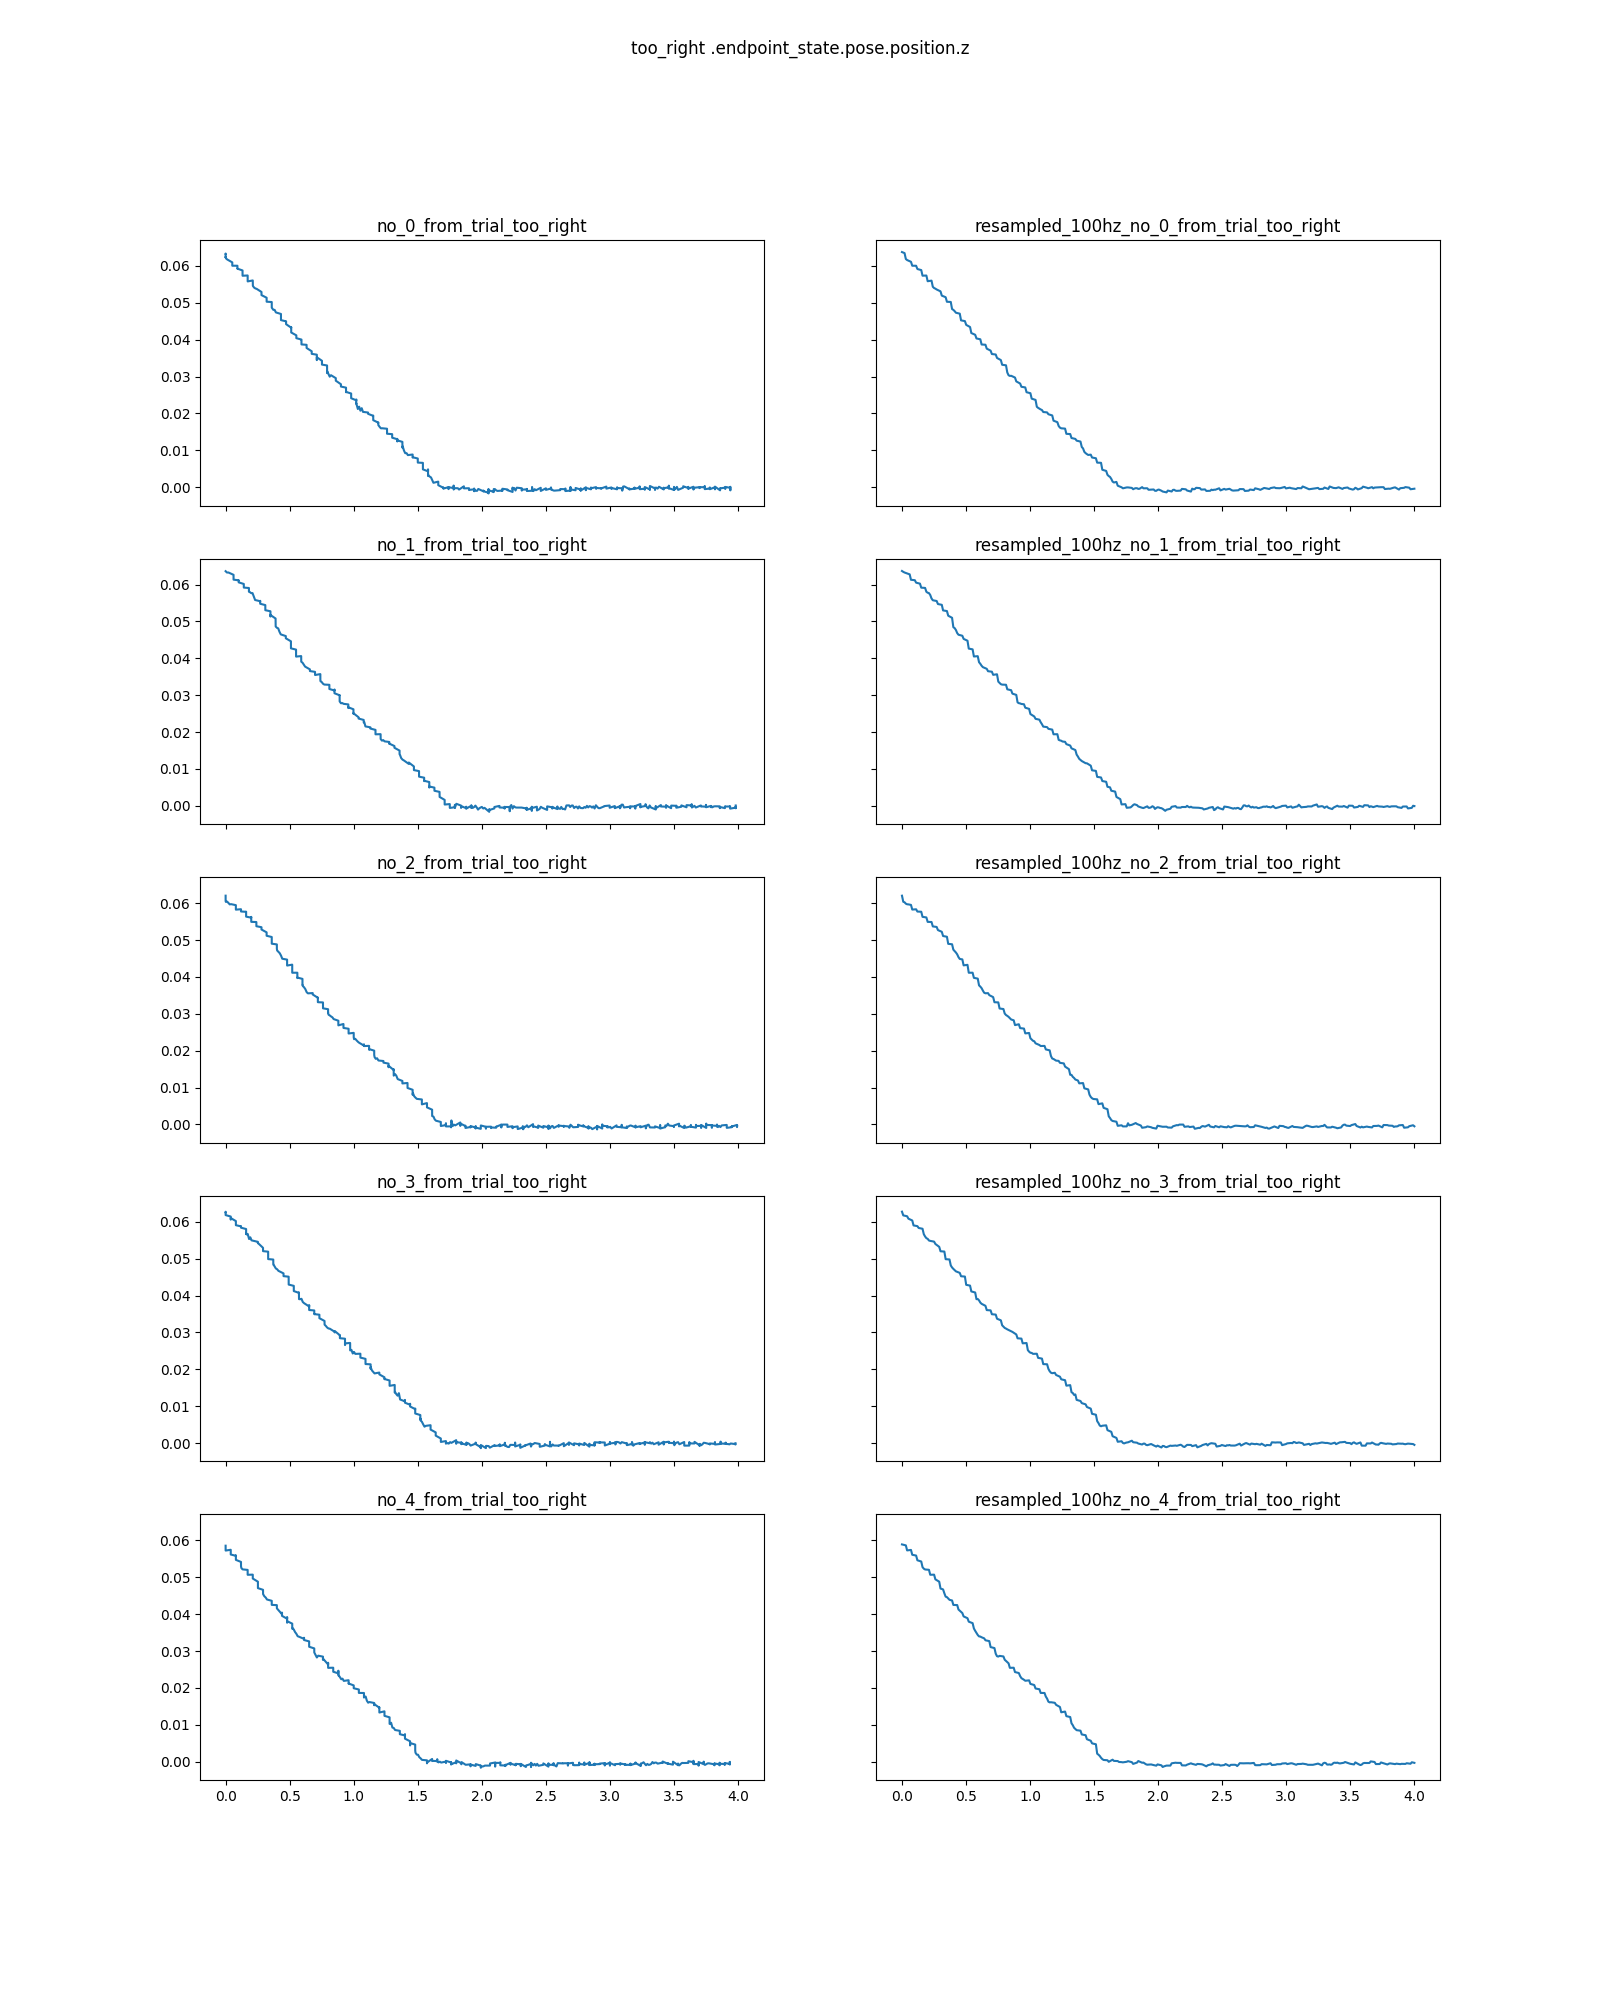 too_right .endpoint_state.pose.position.z
no_0_from_trial_too_right
resampled_100hz_no_0_from_trial_too_right
0.06
0.05
0.04
0.03
0.02
0.01
0.00
no_1_from_trial_too_right
resampled_100hz_no_1_from_trial_too_right
0.06
0.05
0.04
0.03
0.02
0.01
0.00
no_2_from_trial_too_right
resampled_100hz_no_2_from_trial_too_right
0.06
0.05
0.04
0.03
0.02
0.01
0.00
no_3_from_trial_too_right
resampled_100hz_no_3_from_trial_too_right
0.06
0.05
0.04
0.03
0.02
0.01
0.00
no_4_from_trial_too_right
resampled_100hz_no_4_from_trial_too_right
0.06
0.05
0.04
0.03
0.02
0.01
0.00
0.0 0.5 1.0 1.5 2.0 2.5 3.0 3.5 4.0
0.0 0.5 1.0 1.5 2.0 2.5 3.0 3.5 4.0